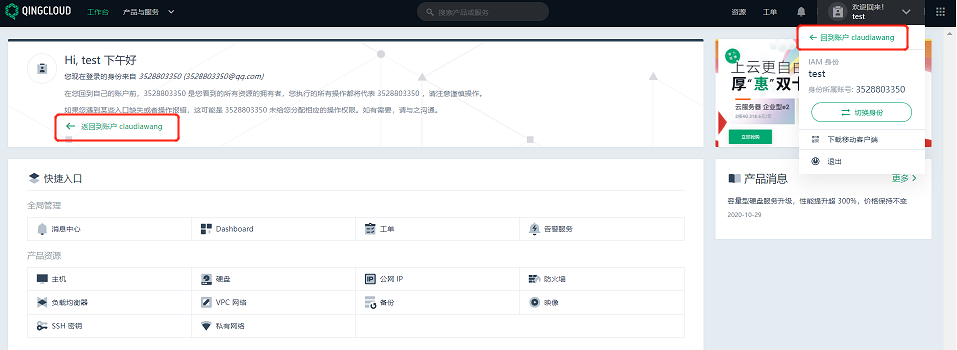 QINGCLOUD 工作台 产品与服务 搜索产品或服务 资源 工单 欢迎回来!
test
回到账户 claudiawang
IAM 身份
test
身份所属账号: 3528803350
切换身份
下载移动客户端
退出
Hi, test 下午好
您现在登录的身份来自 3528803350 (3528803350@qq.com)
在您回到自己的账户前, 3528803350 是您看到的所有资源的拥有者, 您执行的所有操作都将代表 3528803350 , 请注意谨慎操作。
如果您遇到某些入口缺失或者操作报错, 这可能是 3528803350 未给您分配相应的操作权限。如有需要, 请与之沟通。
返回到账户 claudiawang
上云更自由
厚“惠”双十
云服务器 企业型e2
立即抢购
快捷入口
全局管理
消息中心 Dashboard 工单 告警服务
产品资源
主机 硬盘 公网 IP 防火墙
负载均衡器 VPC 网络 备份 映像
SSH 密钥 私有网络
产品消息 更多
容量型硬盘服务升级, 性能提升超 300%, 价格保持不变
2020-10-29